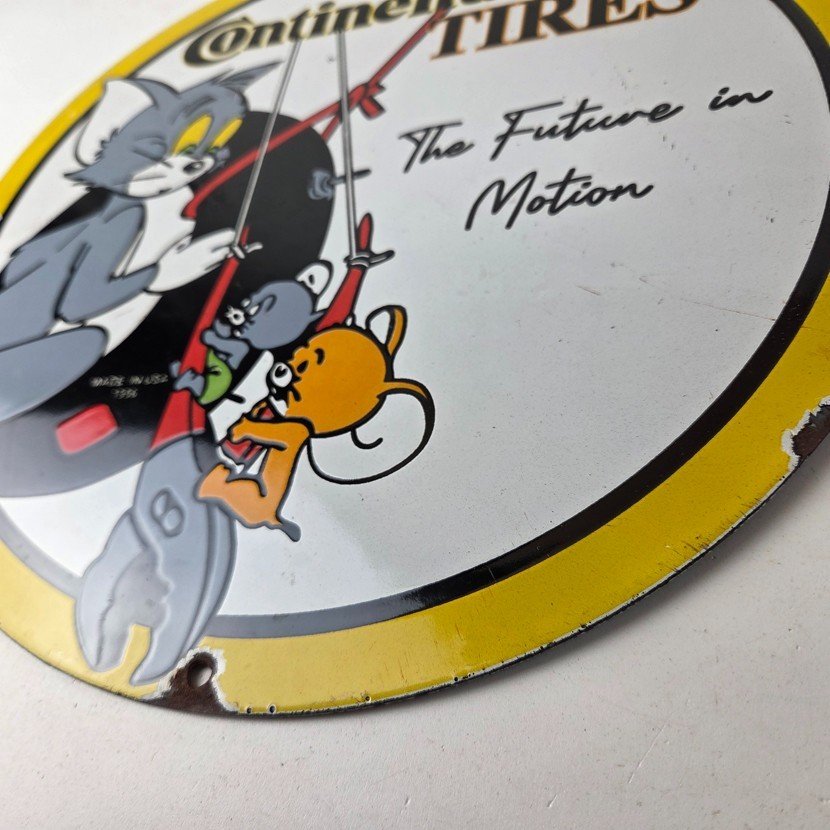 TIRES
The Future in
Motion
MADE IN USA